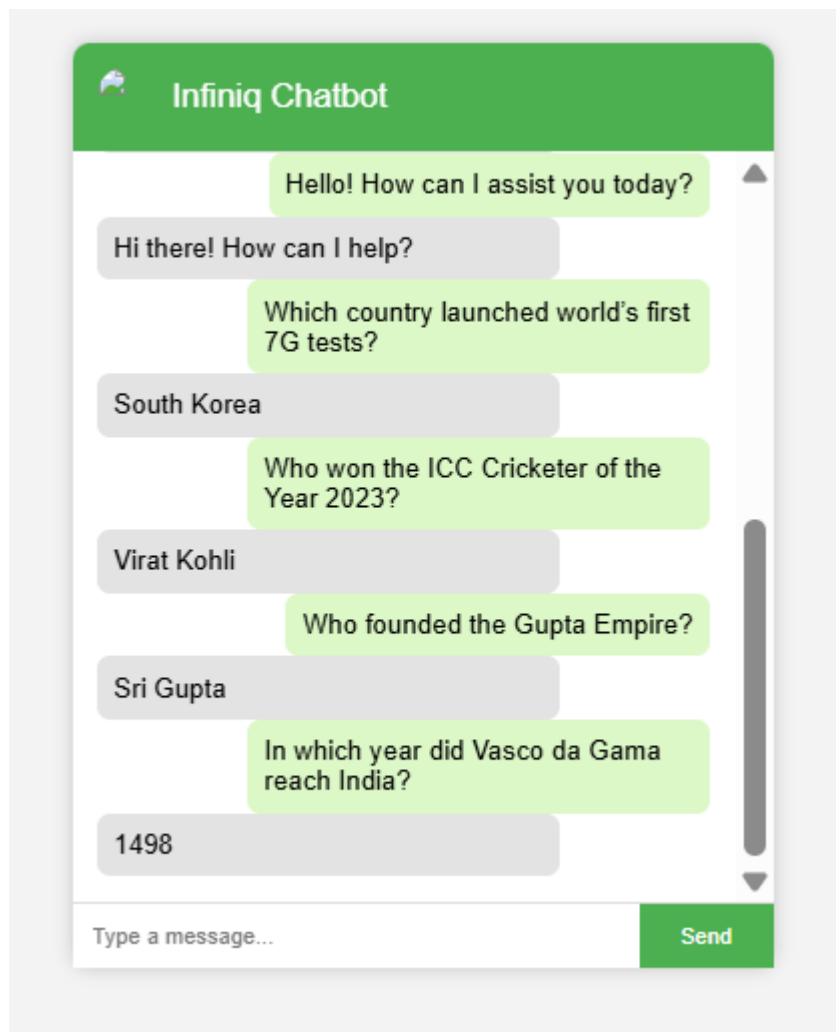 Infiniq Chatbot
Hello! How can I assist you today?
Hi there! How can I help?
Which country launched world’s first
7G tests?
South Korea
Who won the ICC Cricketer of the
Year 2023?
Virat Kohli
Who founded the Gupta Empire?
Sri Gupta
In which year did Vasco da Gama
reach India?
1498
Type a message...
Send